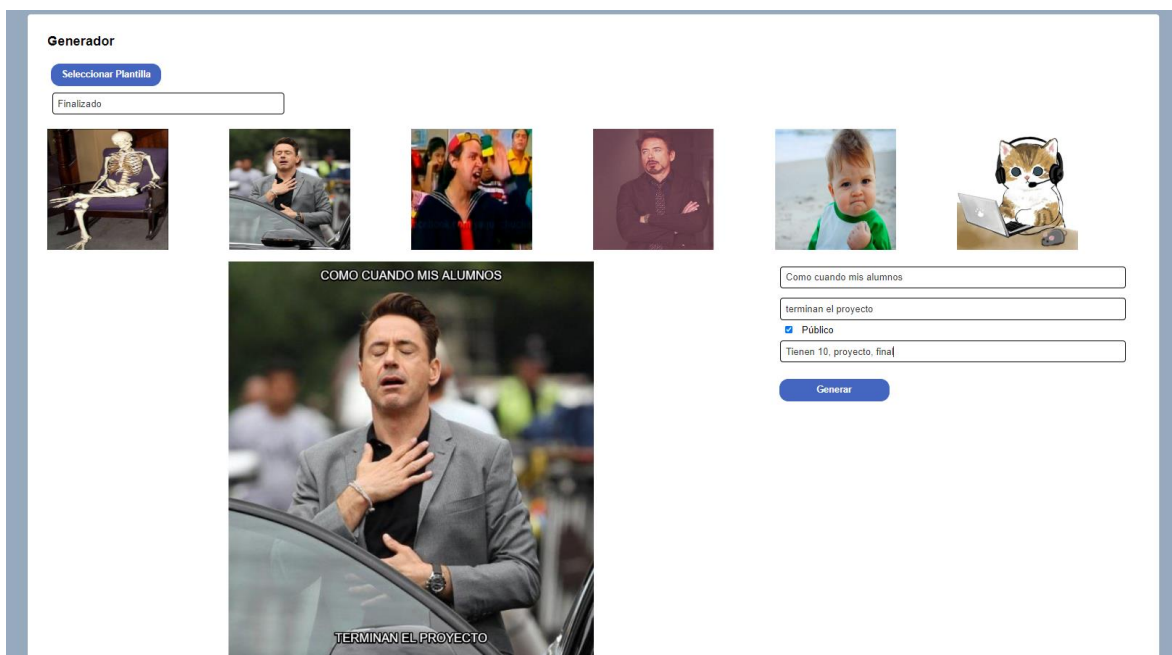 Generador
Seleccionar Plantilla
Finalizado
COMO CUANDO MIS ALUMNOS
TERMINAN EL PROYECTO
Como cuando mis alumnos
terminan el proyecto
Público
Tienen 10, proyecto, final
Generar